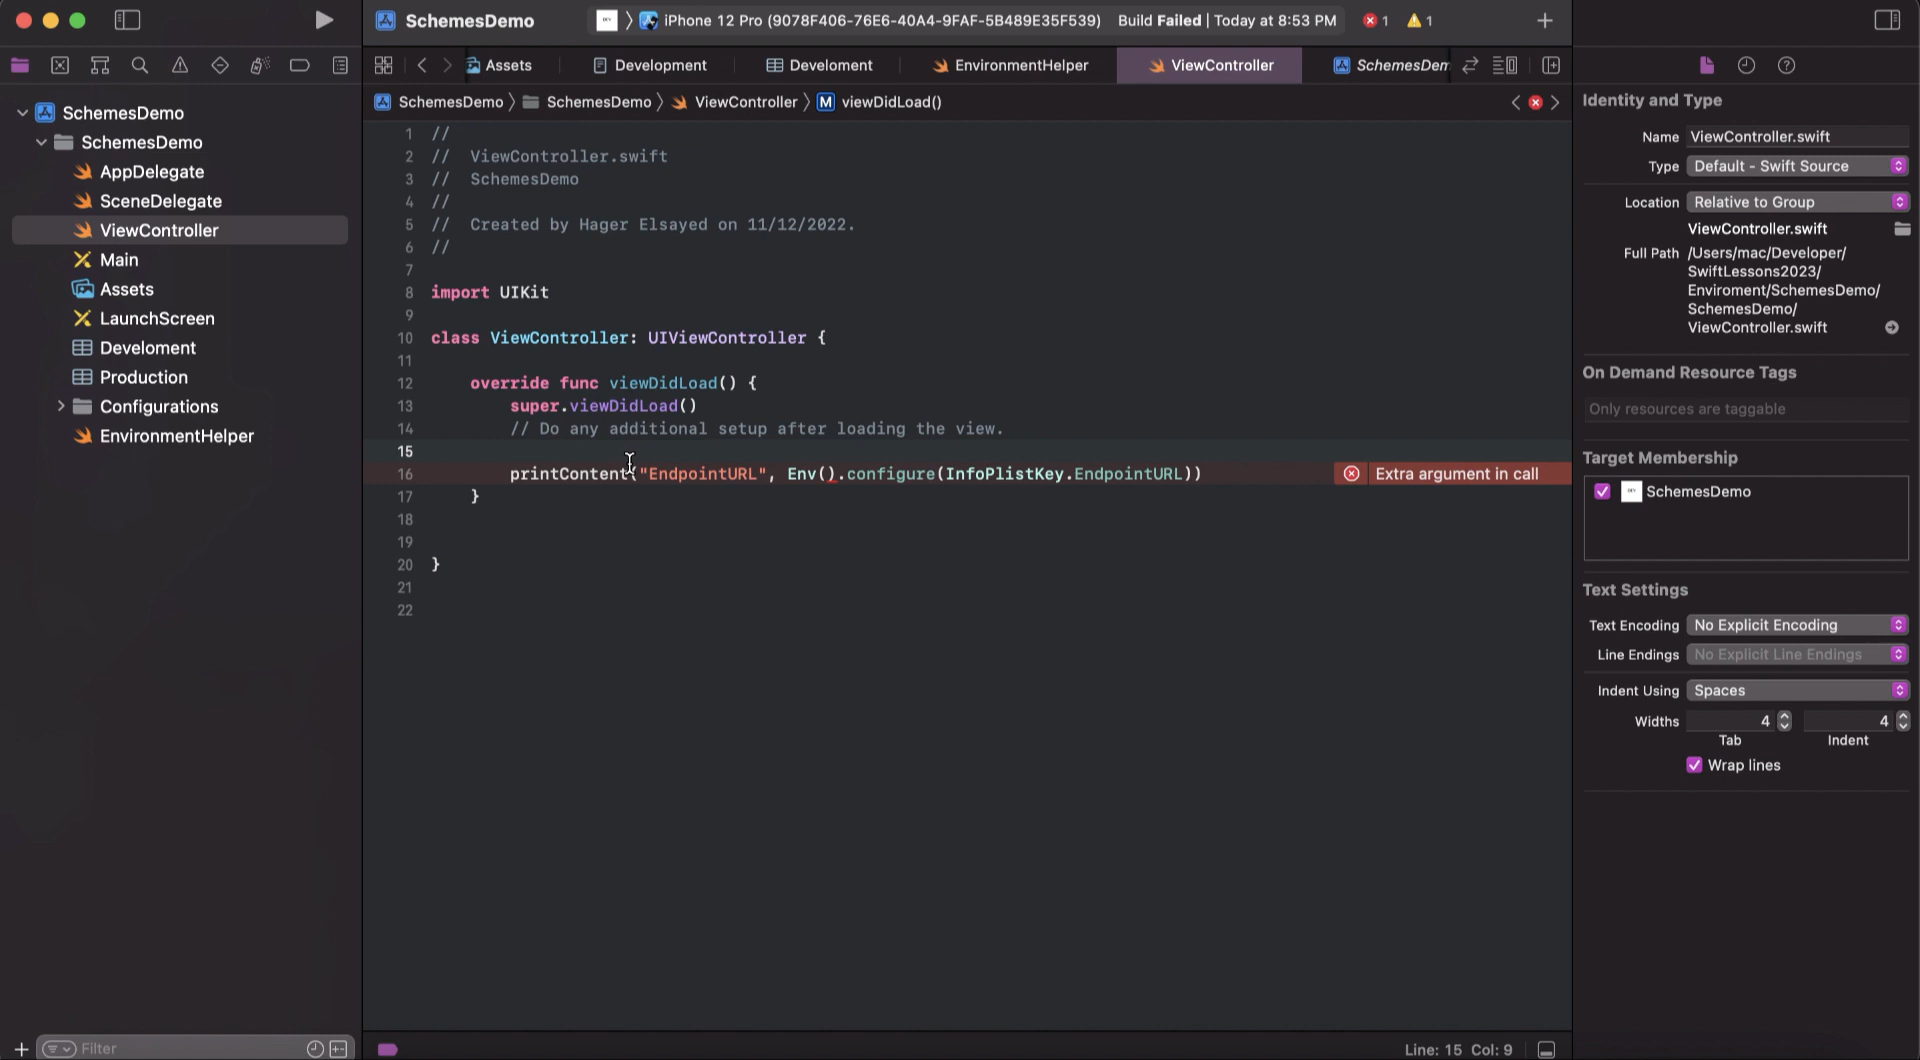 SchemesDemo
iPhone 12 Pro (9078F406-76E6-40A4-9FAF-5B489E35F539) Build Failed | Today at 8:53 PM 1 1
Assets Development Develoment EnvironmentHelper ViewController SchemesDem
SchemesDemo SchemesDemo ViewController M viewDidLoad()
SchemesDemo
SchemesDemo
AppDelegate
SceneDelegate
ViewController
Main
Assets
LaunchScreen
Develoment
Production
Configurations
EnvironmentHelper
Filter
1 //
2 //  ViewController.swift
3 //  SchemesDemo
4 //
5 //  Created by Hager Elsayed on 11/12/2022.
6 //
7
8 import UIKit
9
10 class ViewController: UIViewController {
11
12     override func viewDidLoad() {
13         super.viewDidLoad()
14         // Do any additional setup after loading the view.
15
16         printContent("EndpointURL", Env().configure(InfoPlistKey.EndpointURL)) Extra argument in call
17     }
18
19
20 }
21
22
Line: 15 Col: 9
Identity and Type
Name ViewController.swift
Type Default - Swift Source
Location Relative to Group
ViewController.swift
Full Path /Users/mac/Developer/
SwiftLessons2023/
Enviroment/SchemesDemo/
SchemesDemo/
ViewController.swift
On Demand Resource Tags
Only resources are taggable
Target Membership
SchemesDemo
Text Settings
Text Encoding No Explicit Encoding
Line Endings No Explicit Line Endings
Indent Using Spaces
Widths 4 4
Tab Indent
Wrap lines